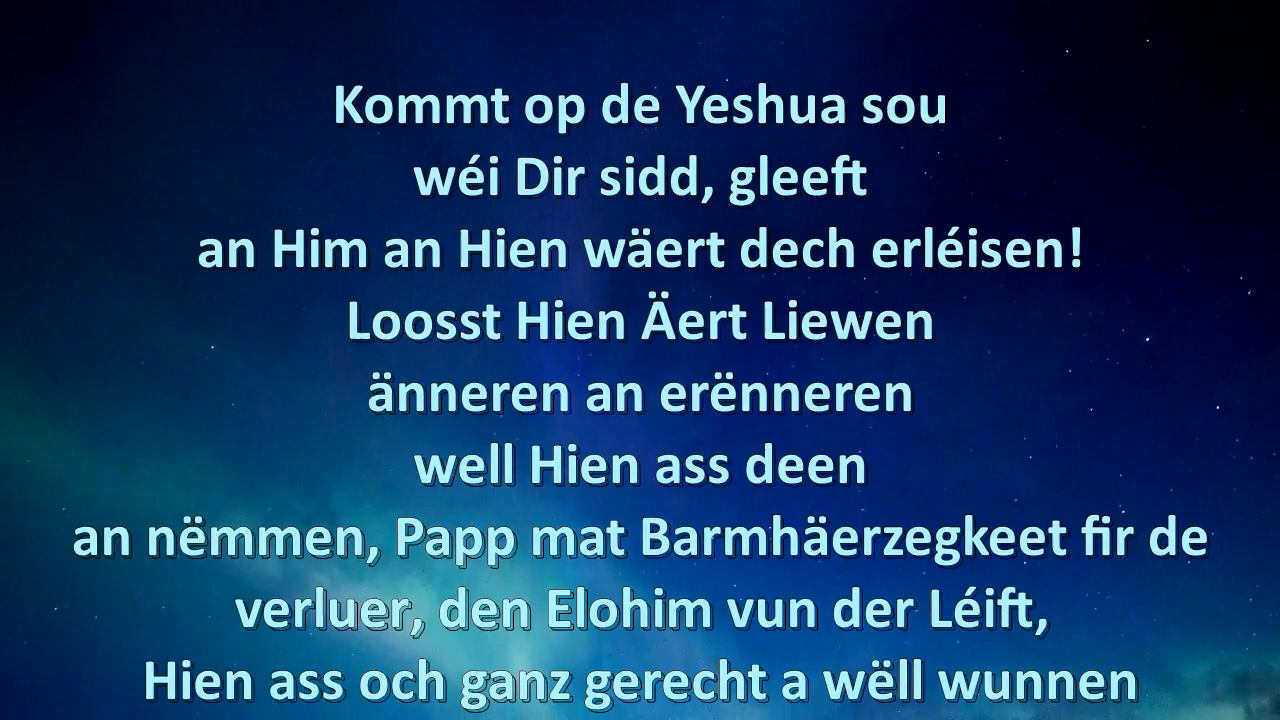 Kommt op de Yeshua sou
wéi Dir sidd, gleeft
an Him an Hien wäert dech erléisen!
Loosst Hien Äert Liewen
änneren an erënneren
well Hien ass deen
an nëmmen, Papp mat Barmhäerzegkeet fir de
verluer, den Elohim vun der Léift,
Hien ass och ganz gerecht a wëll wunnen